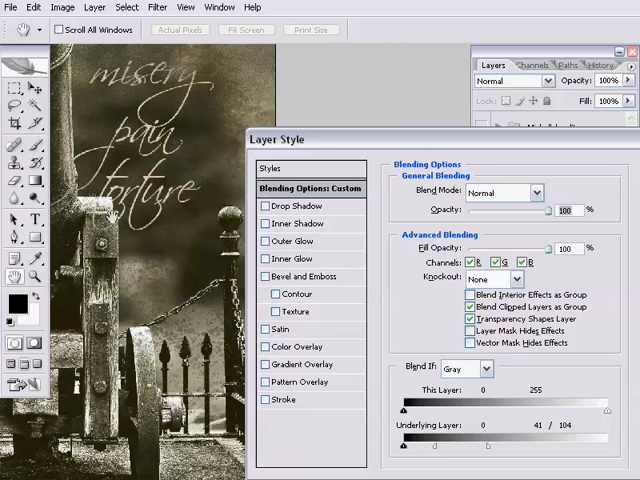 File Edit Image Layer Select Filter View Window Help
Scroll All Windows Actual Pixels Fit Screen Print Size
Layers Channels Paths History
Normal Opacity: 100%
Lock: Fill: 100%
misery
pain
torture
Layer Style
Styles
Blending Options: Custom
Drop Shadow
Inner Shadow
Outer Glow
Inner Glow
Bevel and Emboss
Contour
Texture
Satin
Color Overlay
Gradient Overlay
Pattern Overlay
Stroke
Blending Options
General Blending
Blend Mode: Normal
Opacity: 100 %
Advanced Blending
Fill Opacity: 100 %
Channels: R G B
Knockout: None
Blend Interior Effects as Group
Blend Clipped Layers as Group
Transparency Shapes Layer
Layer Mask Hides Effects
Vector Mask Hides Effects
Blend If: Gray
This Layer: 0 255
Underlying Layer: 0 41 / 104